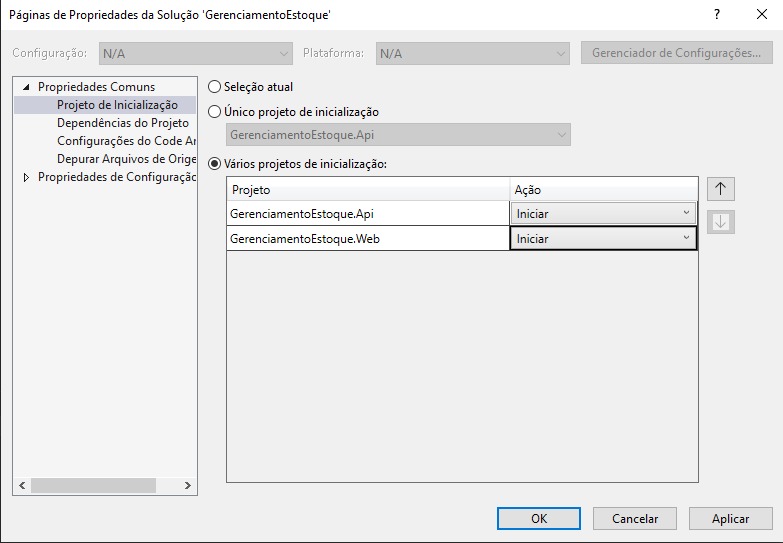 Páginas de Propriedades da Solução 'GerenciamentoEstoque'
? ×
Configuração: N/A Plataforma: N/A Gerenciador de Configurações...
Propriedades Comuns
Projeto de Inicialização
Dependências do Projeto
Configurações do Code An
Depurar Arquivos de Orige
Propriedades de Configuraçã
Seleção atual
Único projeto de inicialização
GerenciamentoEstoque.Api
Vários projetos de inicialização:
Projeto Ação
GerenciamentoEstoque.Api Iniciar
GerenciamentoEstoque.Web Iniciar
OK Cancelar Aplicar